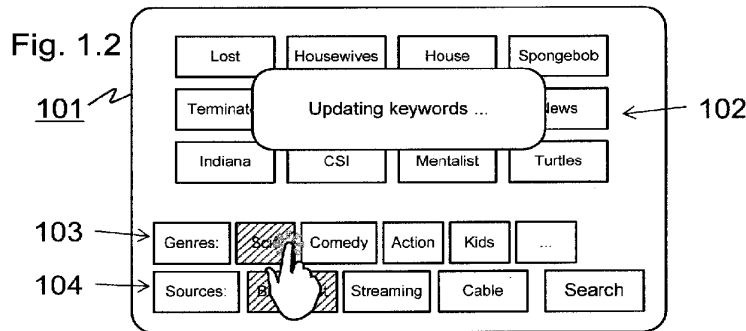 Fig. 1.2
101
Lost Housewives House Spongebob
Updating keywords ...
102
Indiana CSI Mentalist Turtles
103
Genres: Comedy Action Kids ...
104
Sources: Streaming Cable Search